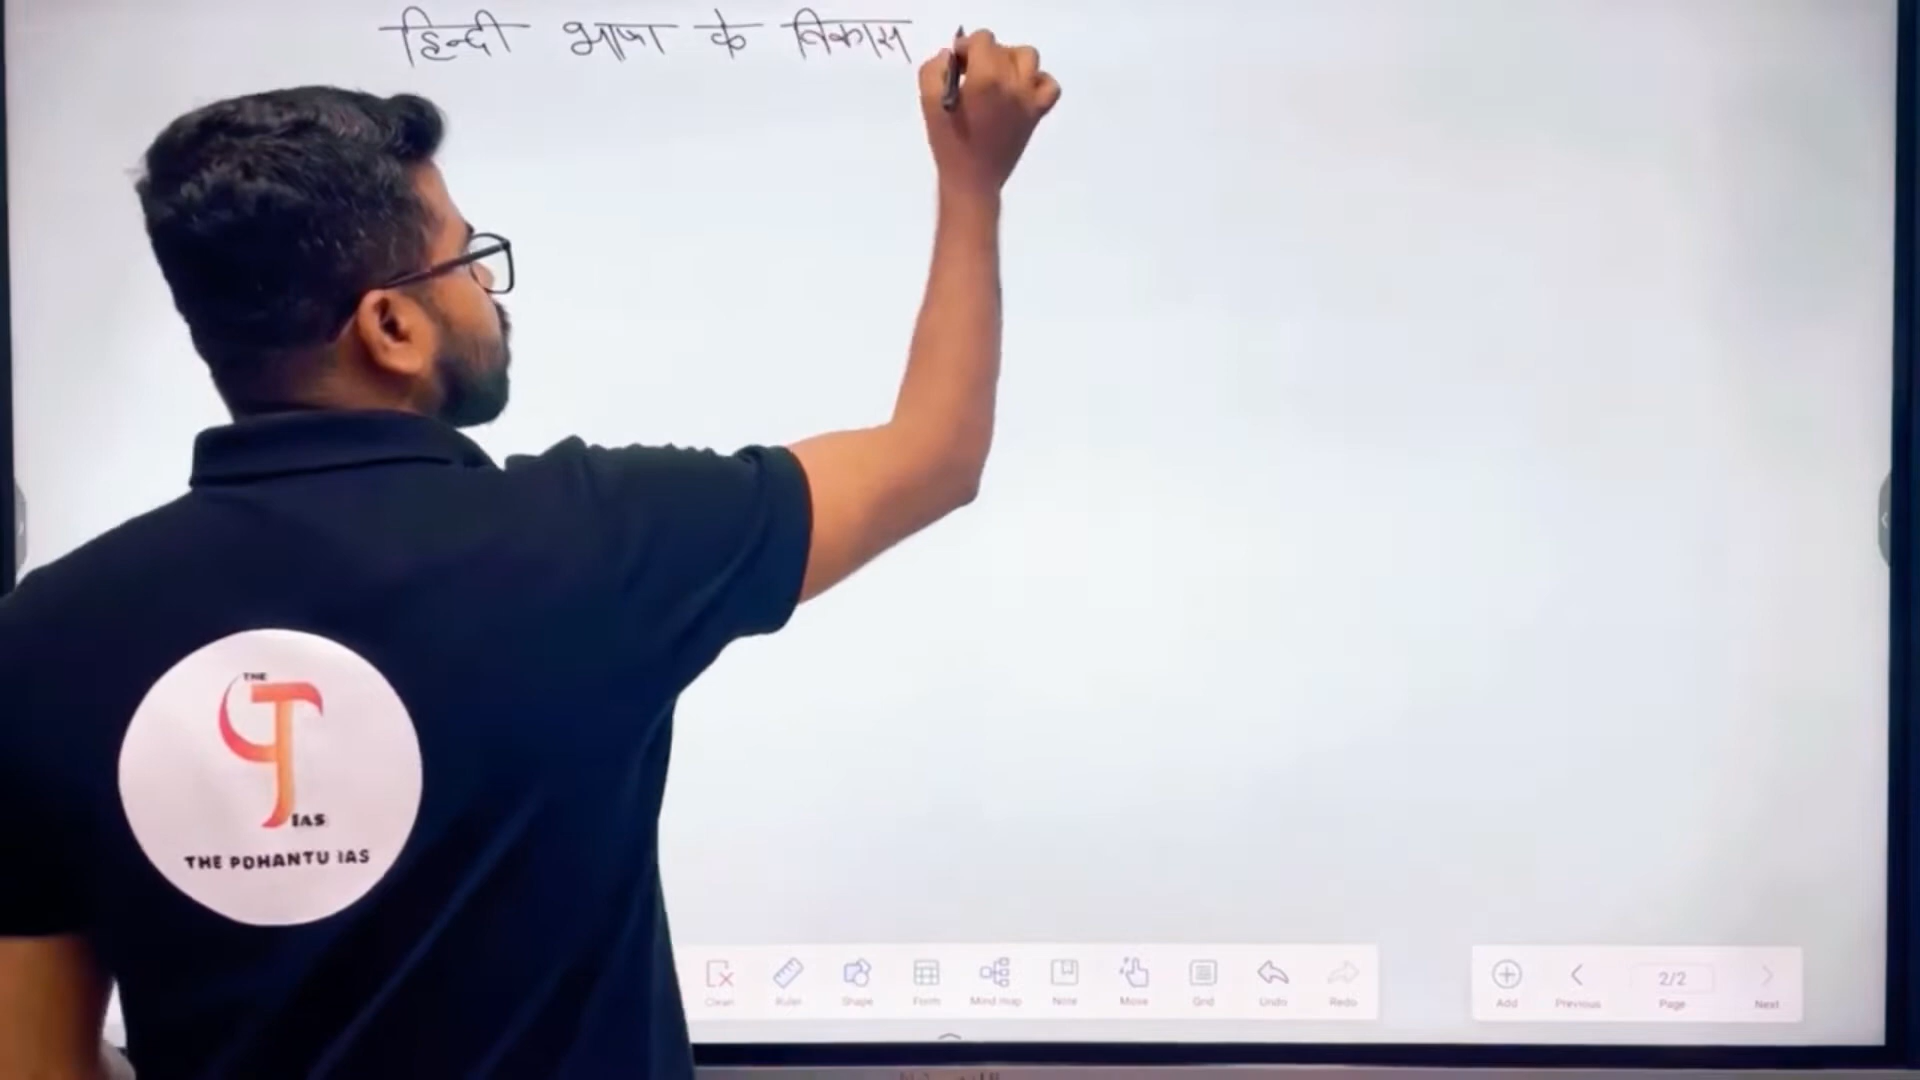 हिन्दी भाषा के विकास
THE
IAS
THE PDHANTU IAS
Clean Ruler Shape Form Mind map Note Move Grid Undo Redo
Add Previous 2/2 Page Next